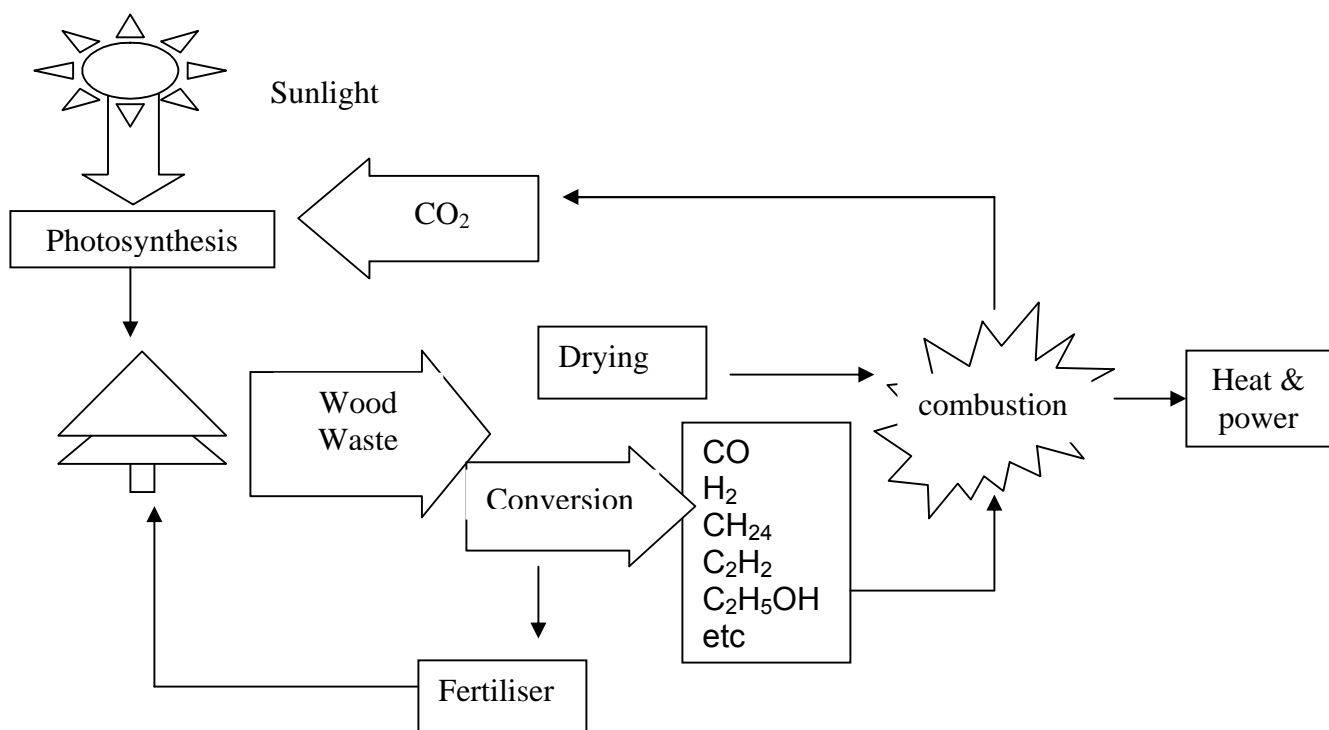 Sunlight
CO₂
Photosynthesis
Drying
Heat &
power
combustion
Wood
Waste
Conversion
CO
H₂
CH₂₄
C₂H₂
C₂H₅OH
etc
Fertiliser